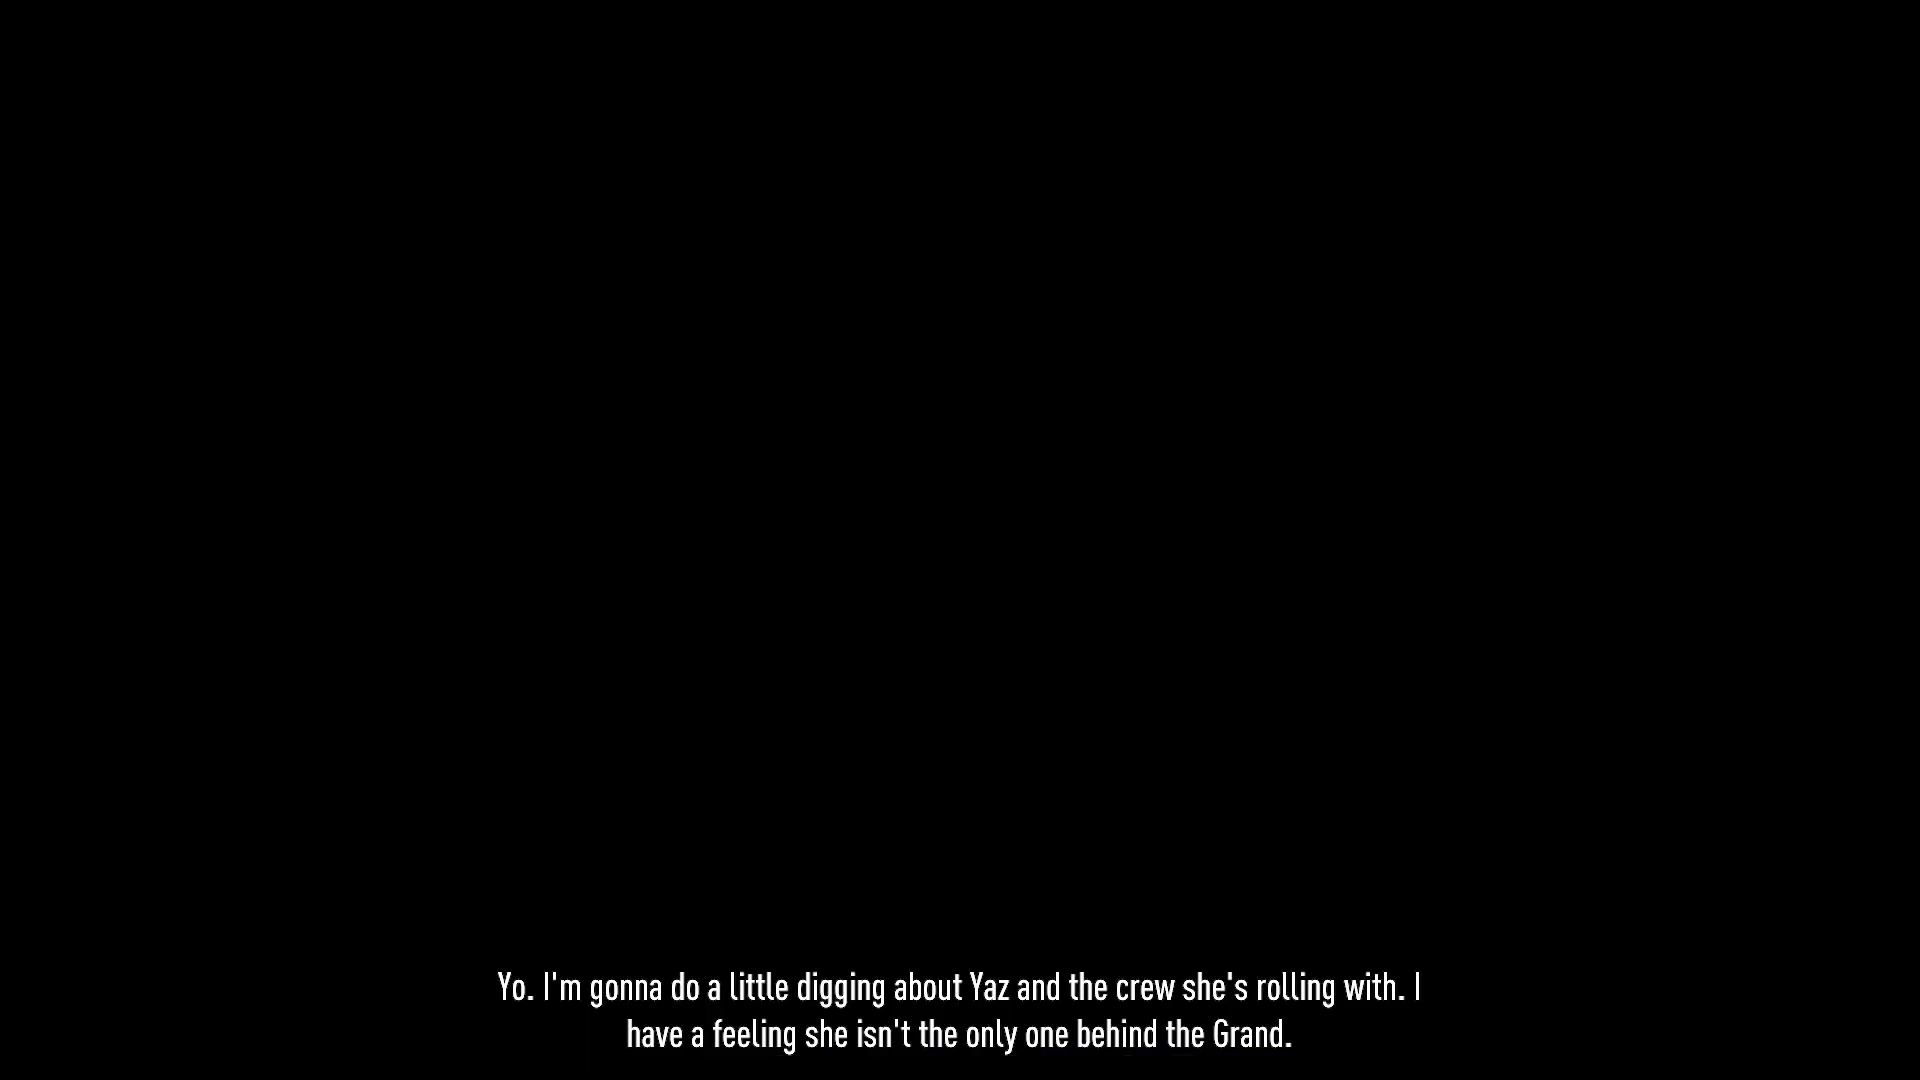 Yo. I'm gonna do a little digging about Yaz and the crew she's rolling with. I
have a feeling she isn't the only one behind the Grand.